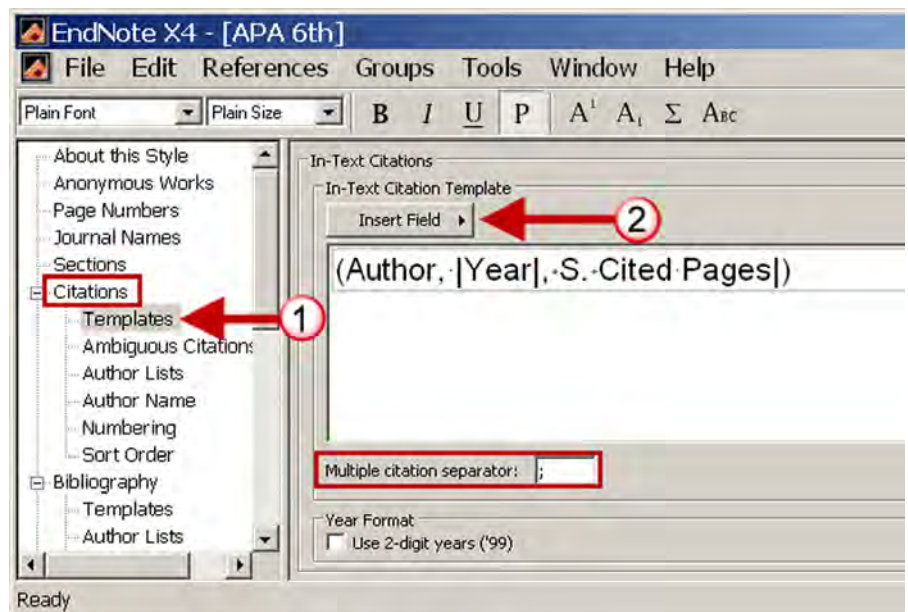 EndNote X4 - [APA 6th]
File Edit References Groups Tools Window Help
Plain Font Plain Size B I U P A¹ A₁ Σ ABC
About this Style
Anonymous Works
Page Numbers
Journal Names
Sections
Citations
Templates
Ambiguous Citations
Author Lists
Author Name
Numbering
Sort Order
Bibliography
Templates
Author Lists
1
In-Text Citations
In-Text Citation Template
Insert Field
2
(Author,·|Year|,·S.·Cited·Pages|)
Multiple citation separator: ;
Year Format
Use 2-digit years ('99)
Ready